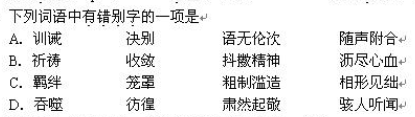 下列词语中有错别字的一项是
A. 训诫 决别 语无伦次 随声附合
B. 祈祷 收敛 抖擞精神 沥尽心血
C. 羁绊 笼罩 粗制滥造 相形见绌
D. 吞噬 彷徨 肃然起敬 骇人听闻